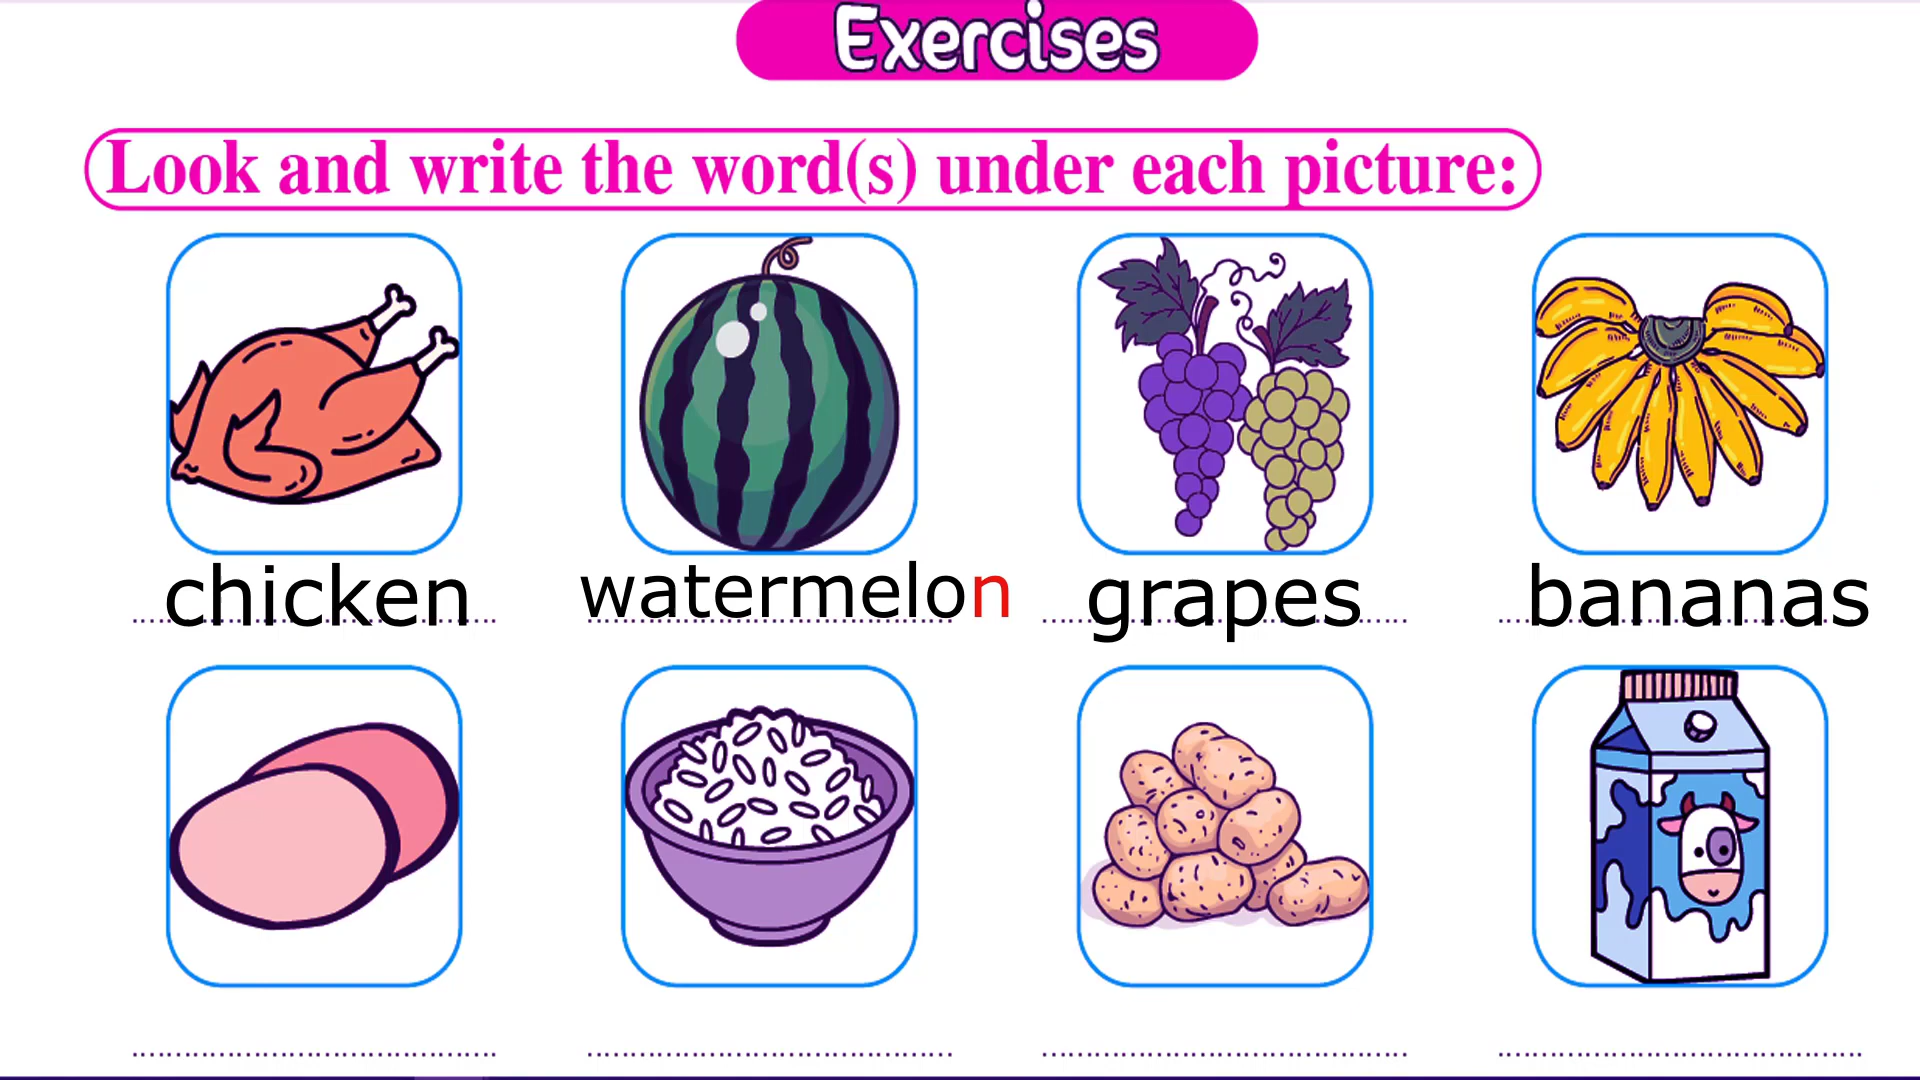 Exercises
Look and write the word(s) under each picture:
chicken watermelon grapes bananas